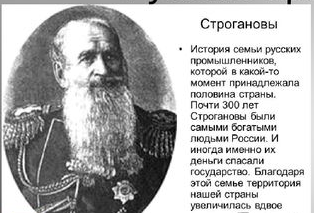 Строгановы
• История семьи русских
промышленников,
которой в какой-то
момент принадлежала
половина страны.
Почти 300 лет
Строгановы были
самыми богатыми
людьми России. И
иногда именно их
деньги спасали
государство. Благодаря
этой семье территория
нашей страны
увеличилась вдвое